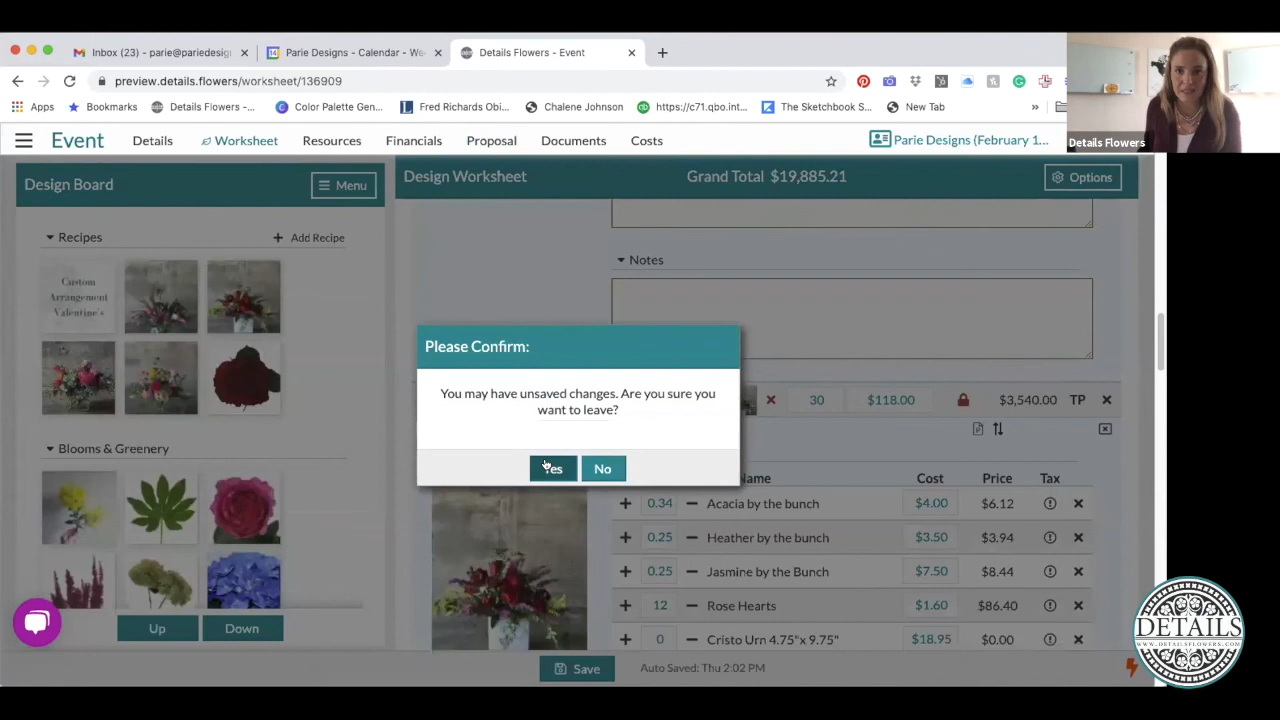 Inbox (23) - parie@pariedesig
Parie Designs - Calendar - We
Details Flowers - Event
preview.details.flowers/worksheet/136909
Apps
Bookmarks
Details Flowers -...
Color Palette Gen...
Fred Richards Obi...
Chalene Johnson
https://c71.qbo.int...
The Sketchbook S...
New Tab
Details Flowers
Event
Details
Worksheet
Resources
Financials
Proposal
Documents
Costs
Parie Designs (February 1...
Design Board
Menu
Design Worksheet
Grand Total $19,885.21
Options
Recipes
+ Add Recipe
Custom
Arrangement
Valentine's
Notes
Please Confirm:
You may have unsaved changes. Are you sure you
want to leave?
Yes
No
30
$118.00
$3,540.00
TP
Blooms & Greenery
Name
Cost
Price
Tax
0.34
Acacia by the bunch
$4.00
$6.12
0.25
Heather by the bunch
$3.50
$3.94
0.25
Jasmine by the Bunch
$7.50
$8.44
12
Rose Hearts
$1.60
$86.40
0
Cristo Urn 4.75"x 9.75"
$18.95
$0.00
Up
Down
Save
Auto Saved: Thu 2:02 PM
DETAILS
WWW.DETAILSFLOWERS.COM